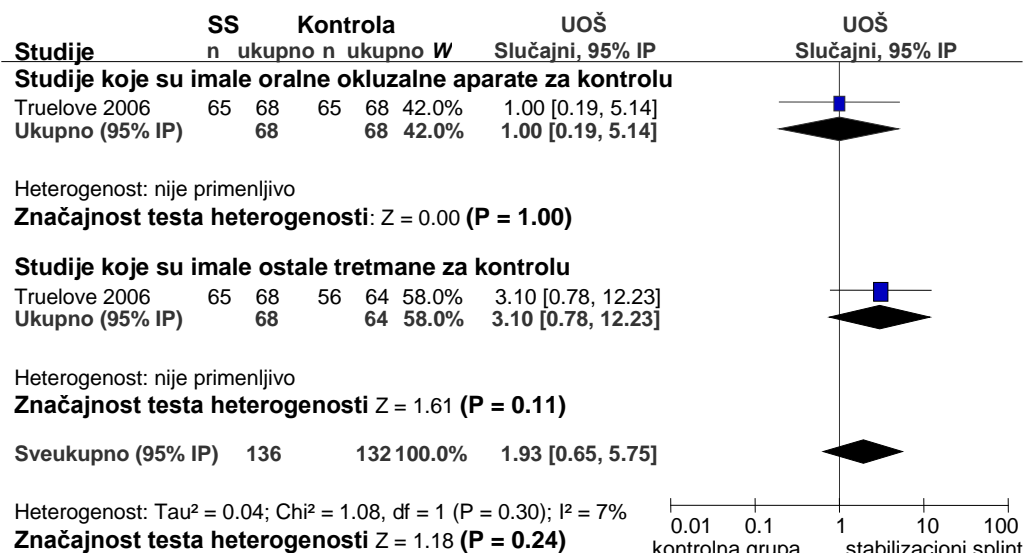 SS Kontrola UOŠ UOŠ
Studije n ukupno n ukupno W Slučajni, 95% IP Slučajni, 95% IP
Studije koje su imale oralne okluzalne aparate za kontrolu
Truelove 2006 65 68 65 68 42.0% 1.00 [0.19, 5.14]
Ukupno (95% IP) 68 68 42.0% 1.00 [0.19, 5.14]
Heterogenost: nije primenljivo
Značajnost testa heterogenosti: Z = 0.00 (P = 1.00)
Studije koje su imale ostale tretmane za kontrolu
Truelove 2006 65 68 56 64 58.0% 3.10 [0.78, 12.23]
Ukupno (95% IP) 68 64 58.0% 3.10 [0.78, 12.23]
Heterogenost: nije primenljivo
Značajnost testa heterogenosti Z = 1.61 (P = 0.11)
Sveukupno (95% IP) 136 132 100.0% 1.93 [0.65, 5.75]
Heterogenost: Tau² = 0.04; Chi² = 1.08, df = 1 (P = 0.30); I² = 7%
0.01 0.1 1 10 100
Značajnost testa heterogenosti Z = 1.18 (P = 0.24)
kontrolna grupa stabilizacioni splint